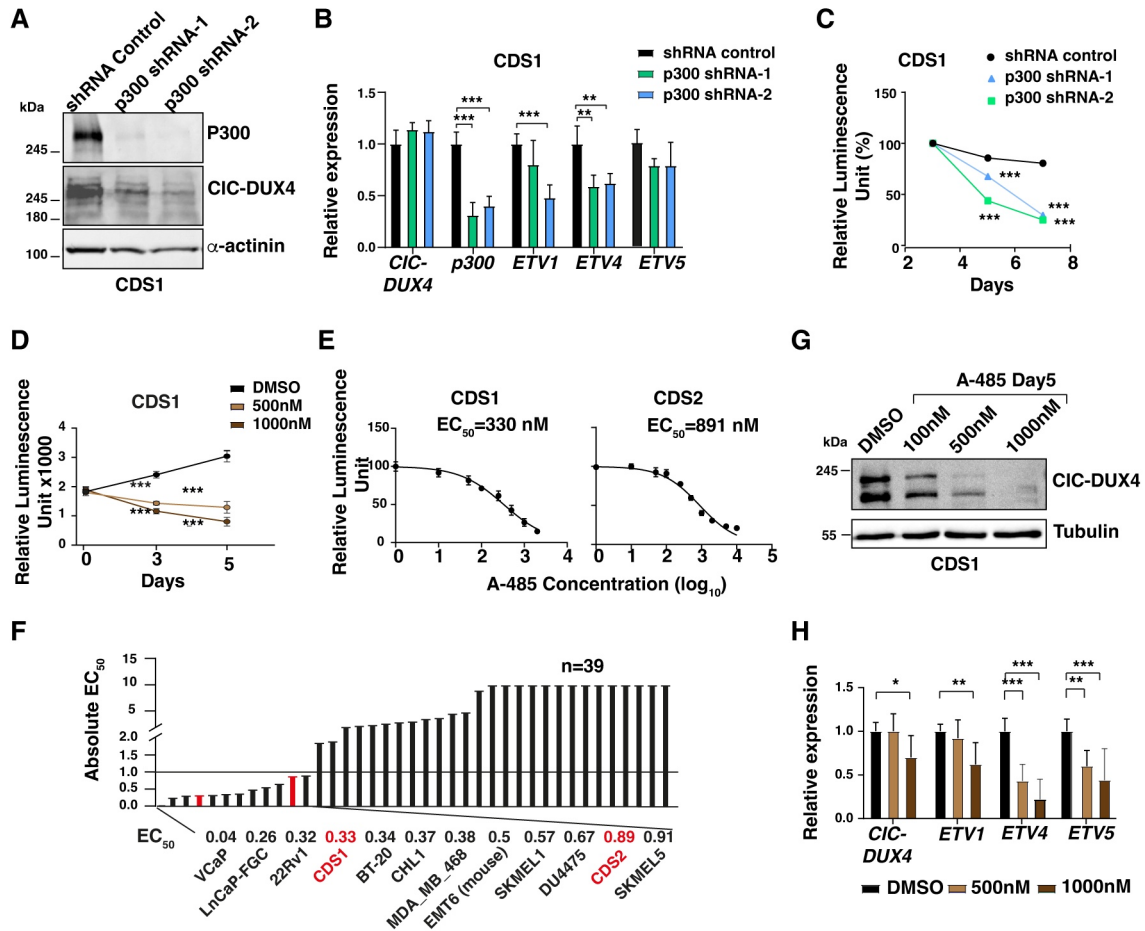 A
shRNA Control
p300 shRNA-1
p300 shRNA-2
kDa
245
P300
245
180
CIC-DUX4
100
α-actinin
CDS1
B
CDS1
shRNA control
p300 shRNA-1
p300 shRNA-2
Relative expression
1.5
1.0
0.5
0.0
***
***
***
**
**
CIC-
DUX4
p300
ETV1
ETV4
ETV5
C
CDS1
shRNA control
p300 shRNA-1
p300 shRNA-2
Relative Luminescence
Unit (%)
150
100
50
0
***
***
***
***
2 4 6 8
Days
D
CDS1
DMSO
500nM
1000nM
Relative Luminescence
Unit x1000
4
3
2
1
0
***
***
***
***
0 3 5
Days
E
CDS1
EC50=330 nM
CDS2
EC50=891 nM
Relative Luminescence
Unit
150
100
50
0
0 1 2 3 4
0 1 2 3 4 5
A-485 Concentration (log10)
G
A-485 Day5
DMSO
100nM
500nM
1000nM
kDa
245
CIC-DUX4
55
Tubulin
CDS1
F
n=39
Absolute EC50
15
10
5
2.0
1.5
1.0
0.5
0.0
EC50
0.04 0.26 0.32 0.33 0.34 0.37 0.38 0.5 0.57 0.67 0.89 0.91
VCaP
LnCaP-FGC
22Rv1
CDS1
BT-20
CHL1
MDA_MB_468
EMT6 (mouse)
SKMEL1
DU4475
CDS2
SKMEL5
H
Relative expression
1.5
1.0
0.5
0.0
*
**
***
***
***
**
CIC-
DUX4
ETV1
ETV4
ETV5
DMSO
500nM
1000nM